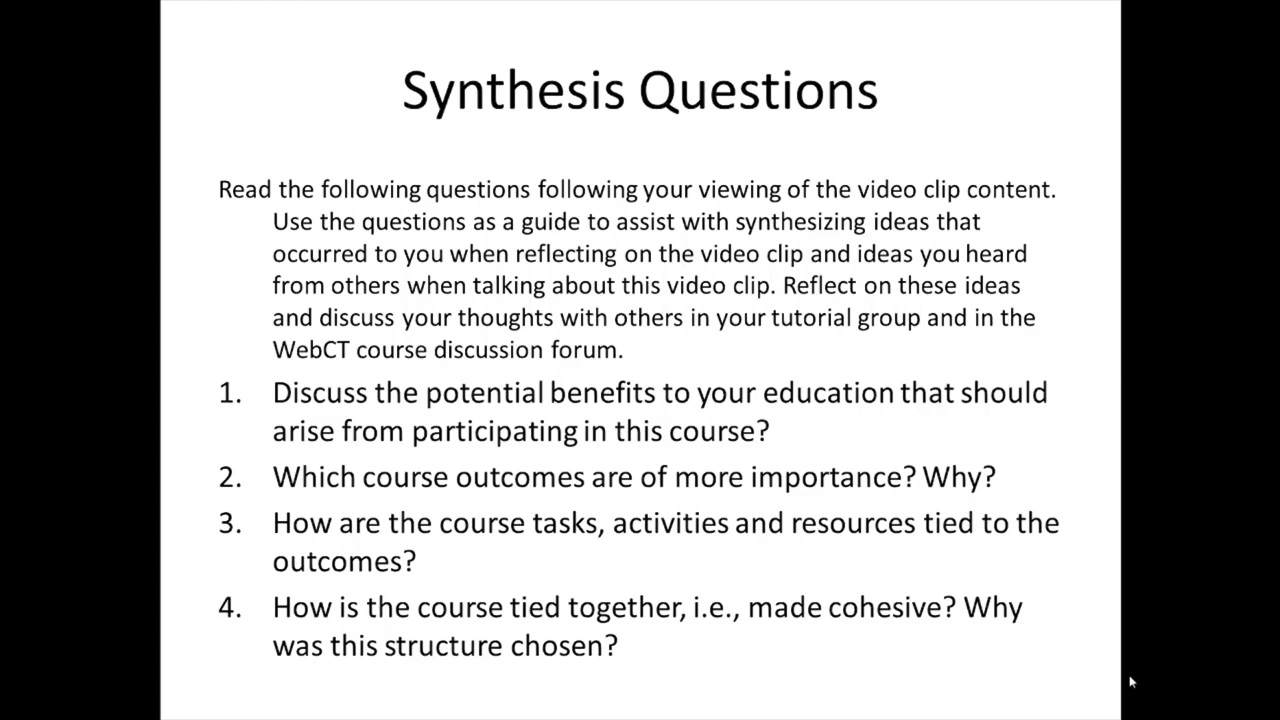 Synthesis Questions
Read the following questions following your viewing of the video clip content.
Use the questions as a guide to assist with synthesizing ideas that
occurred to you when reflecting on the video clip and ideas you heard
from others when talking about this video clip. Reflect on these ideas
and discuss your thoughts with others in your tutorial group and in the
WebCT course discussion forum.
1. Discuss the potential benefits to your education that should
arise from participating in this course?
2. Which course outcomes are of more importance? Why?
3. How are the course tasks, activities and resources tied to the
outcomes?
4. How is the course tied together, i.e., made cohesive? Why
was this structure chosen?